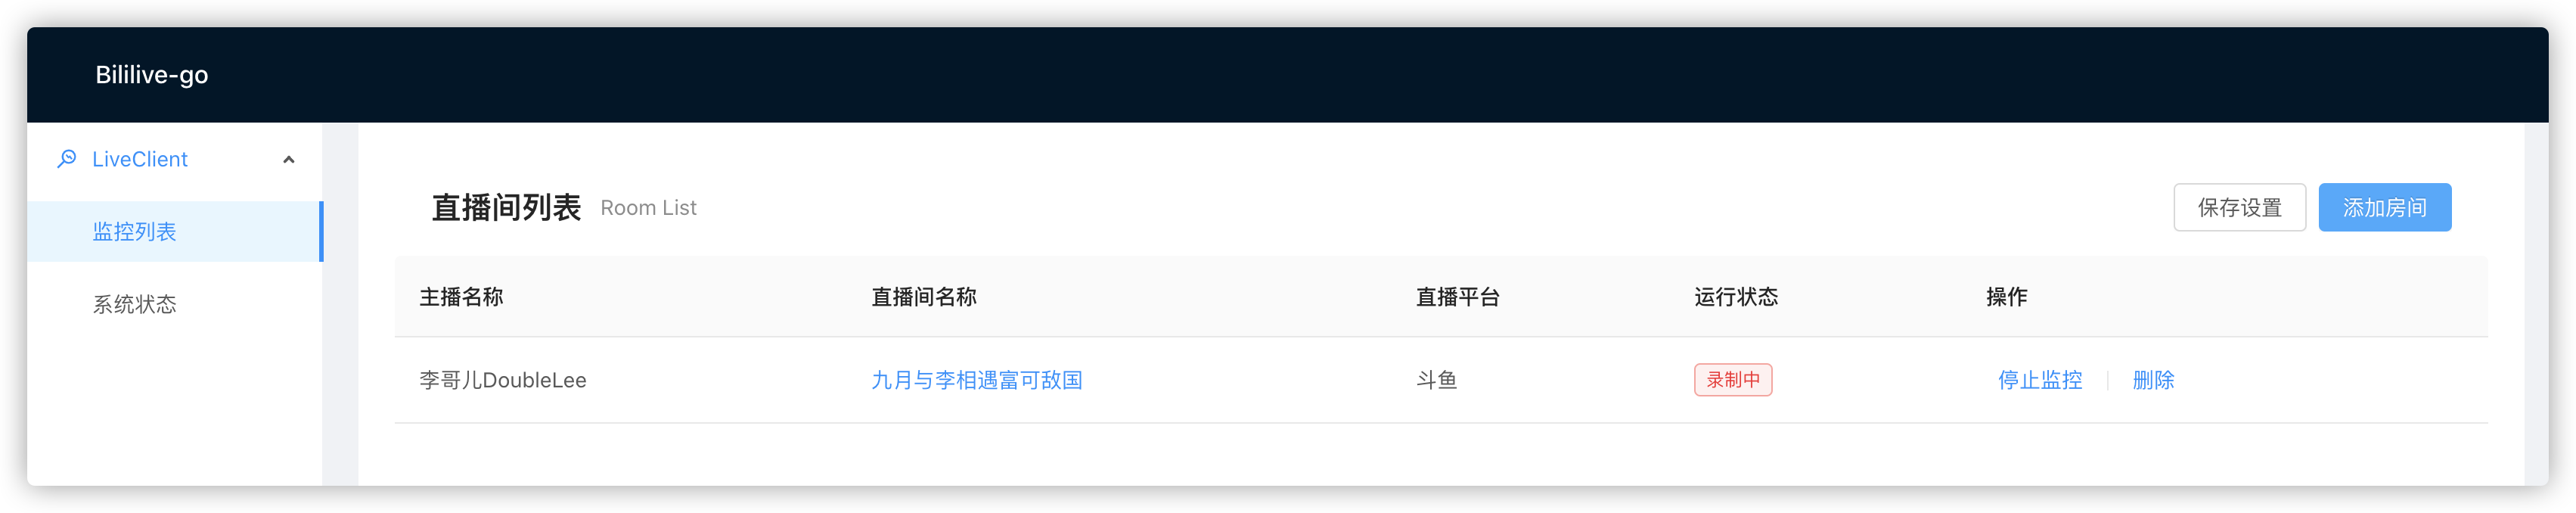 Bililive-go
LiveClient
监控列表
系统状态
直播间列表 Room List
保存设置 添加房间
主播名称 直播间名称 直播平台 运行状态 操作
李哥儿DoubleLee 九月与李相遇富可敌国 斗鱼 录制中 停止监控 删除